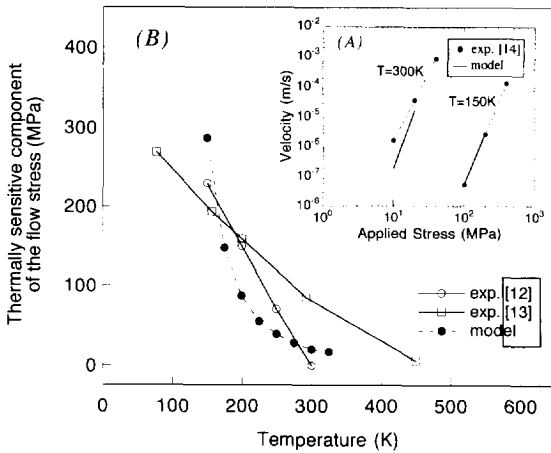 (B)
(A)
exp. [14]
model
T=300K
T=150K
Velocity (m/s)
10^-2
10^-3
10^-4
10^-5
10^-6
10^-7
10^-8
10^0
10^1
10^2
10^3
10^4
Applied Stress (MPa)
Thermally sensitive component
of the flow stress (MPa)
400
300
200
100
0
exp. [12]
exp. [13]
model
0
100
200
300
400
500
600
Temperature (K)